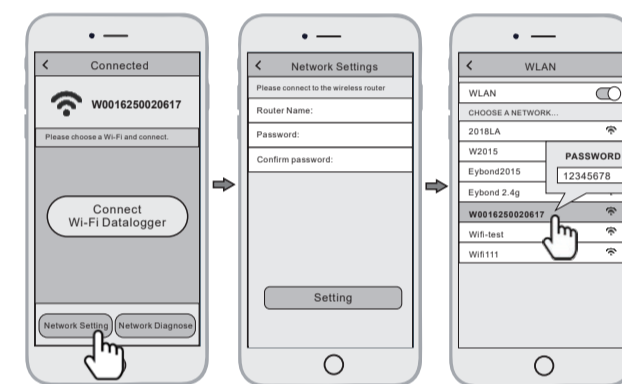 Connected
W0016250020617
Please choose a Wi-Fi and connect.
Connect
Wi-Fi Datalogger
Network Setting
Network Diagnose
Network Settings
Please connect to the wireless router
Router Name:
Password:
Confirm password:
Setting
WLAN
WLAN
CHOOSE A NETWORK...
2018LA
W2015
Eybond2015
Eybond 2.4g
W0016250020617
Wifi-test
Wifi111
PASSWORD
12345678